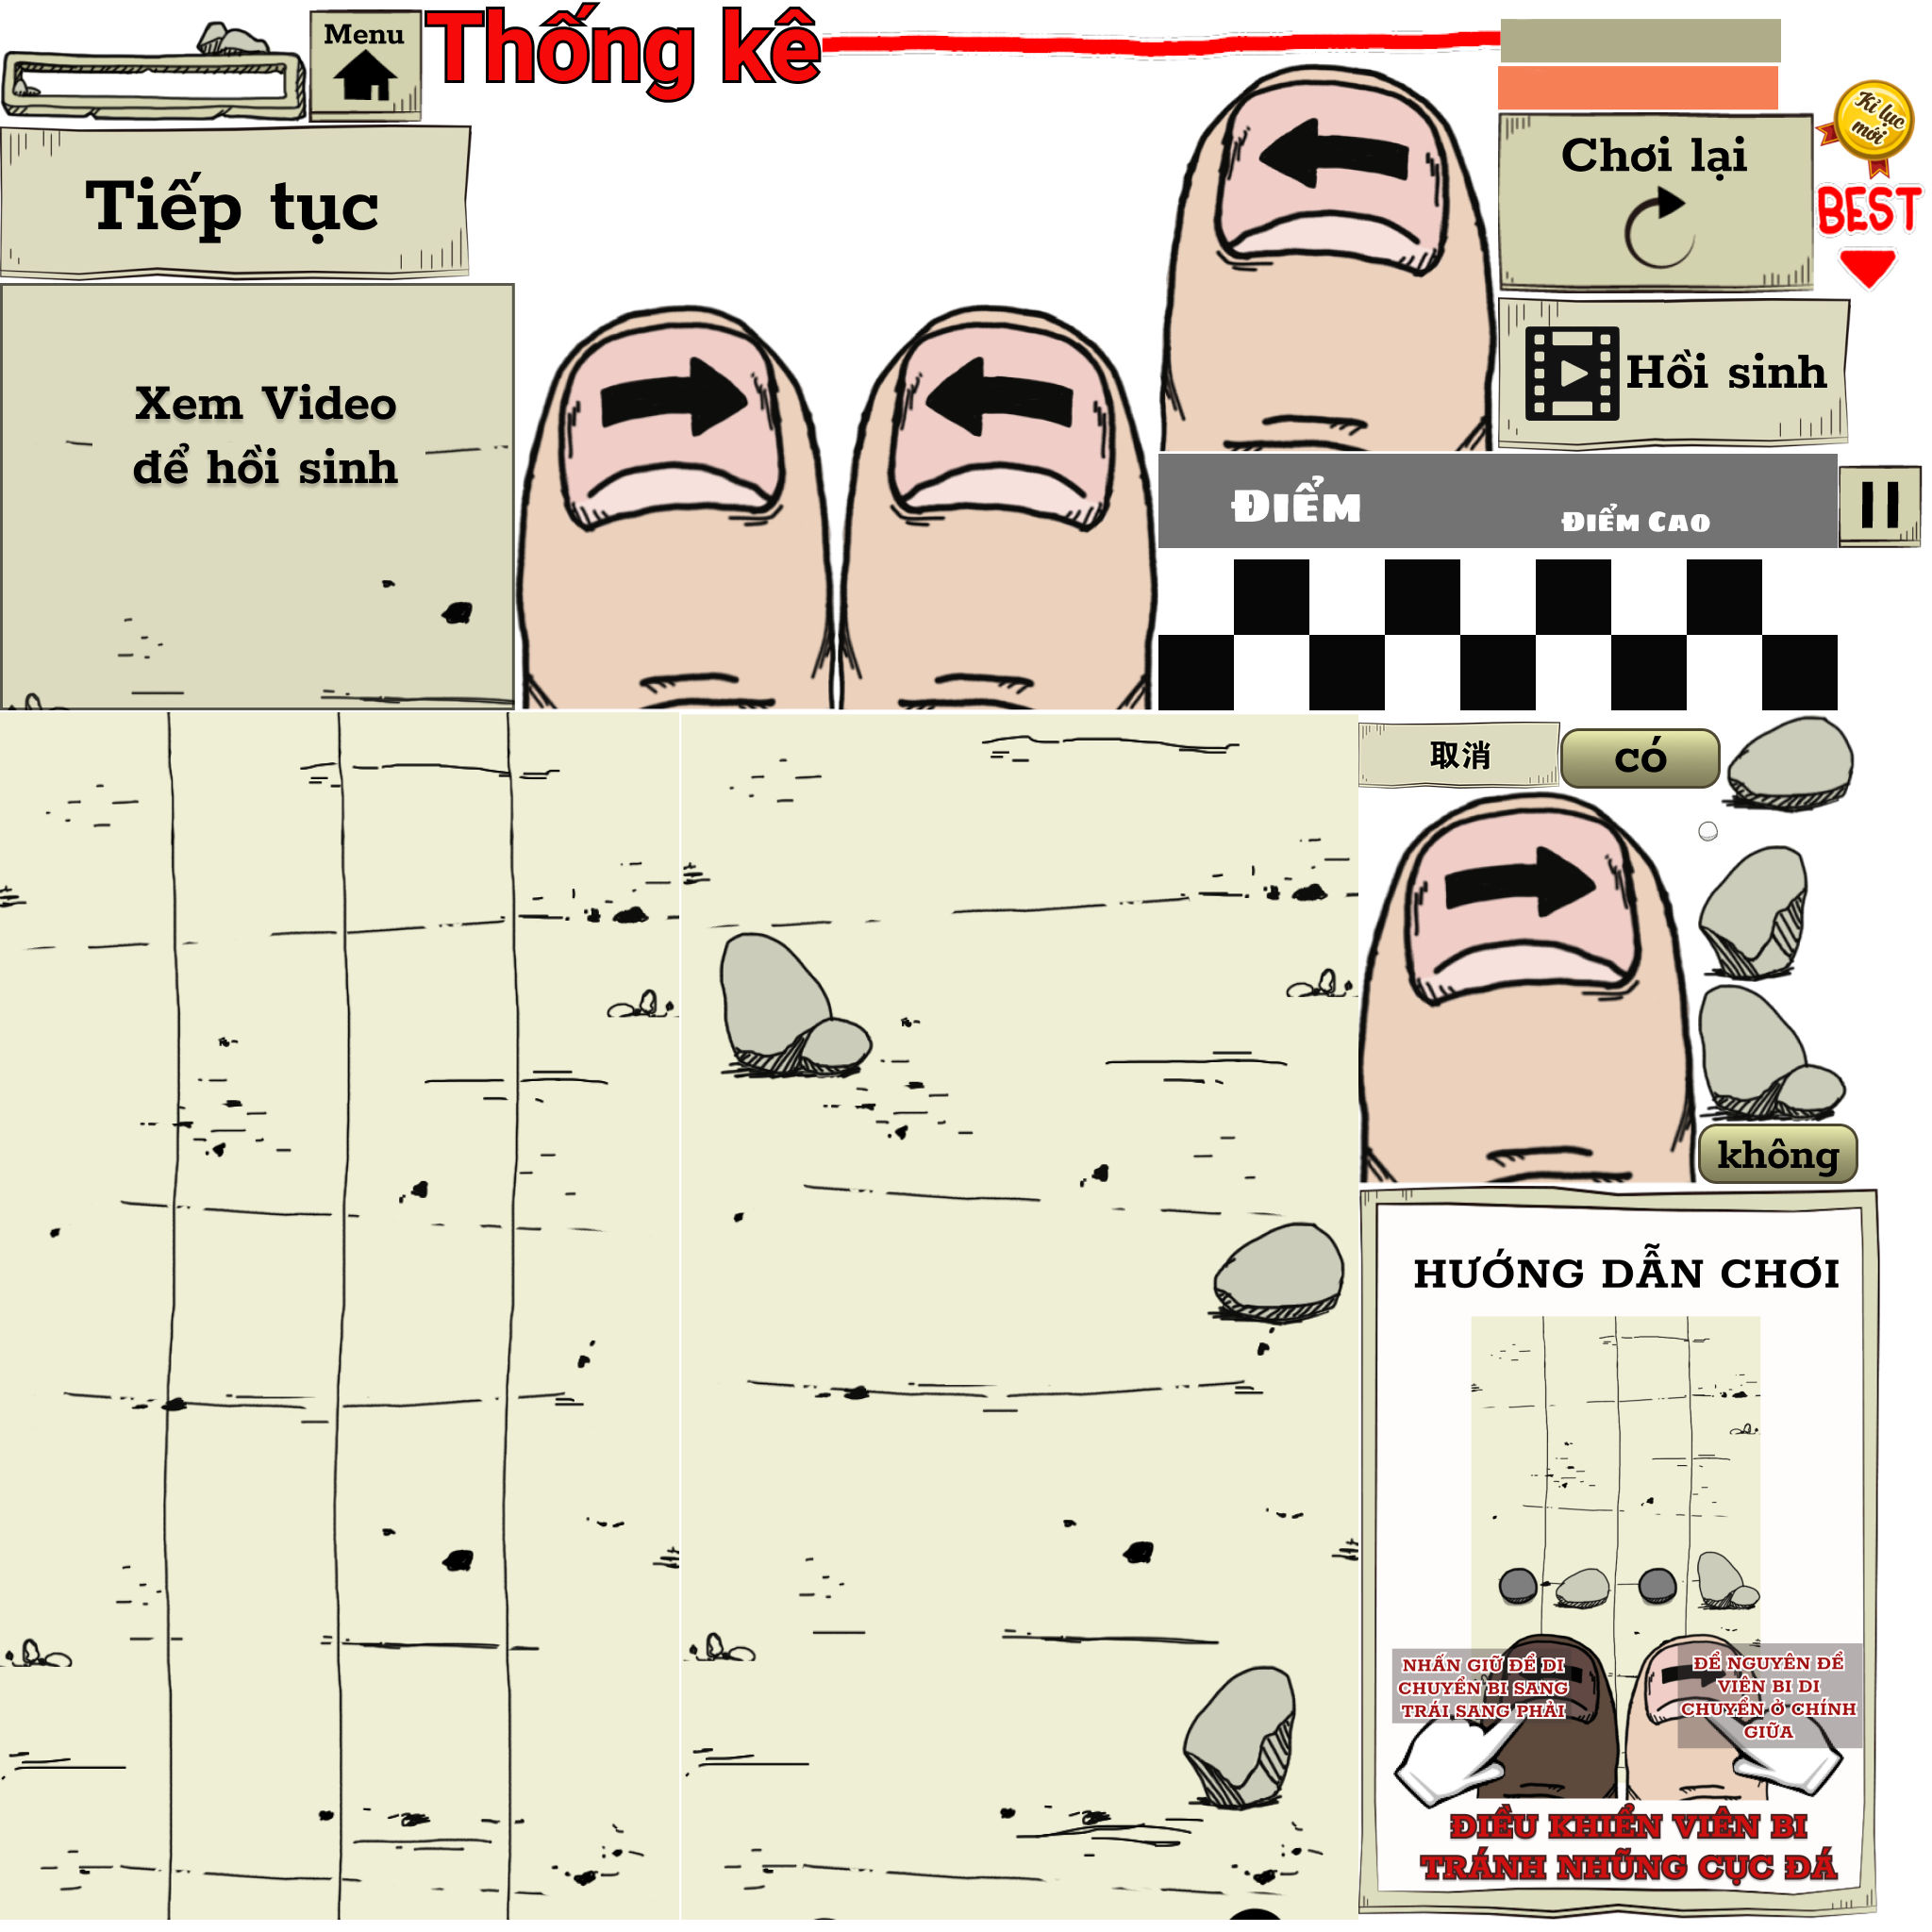 Menu
Thống kê
Kỉ lục
mới
Tiếp tục
Chơi lại
BEST
Xem Video
để hồi sinh
Hồi sinh
ĐIỂM
ĐIỂM CAO
取消
có
không
HƯỚNG DẪN CHƠI
NHẤN GIỮ ĐỂ DI
CHUYỂN BI SANG
TRÁI SANG PHẢI
ĐỂ NGUYÊN ĐỂ
VIÊN BI DI
CHUYỂN Ở CHÍNH
GIỮA
ĐIỀU KHIỂN VIÊN BI
TRÁNH NHỮNG CỤC ĐÁ